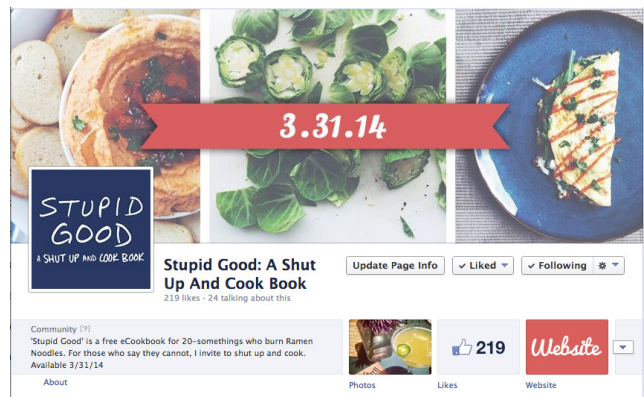 3.31.14
STUPID
GOOD
A SHUT UP AND COOK BOOK
Stupid Good: A Shut
Up And Cook Book
219 likes · 24 talking about this
Update Page Info
✓ Liked
✓ Following
Community [?]
'Stupid Good' is a free eCookbook for 20-somethings who burn Ramen
Noodles. For those who say they cannot, I invite to shut up and cook.
Available 3/31/14
About
219
Website
Photos
Likes
Website